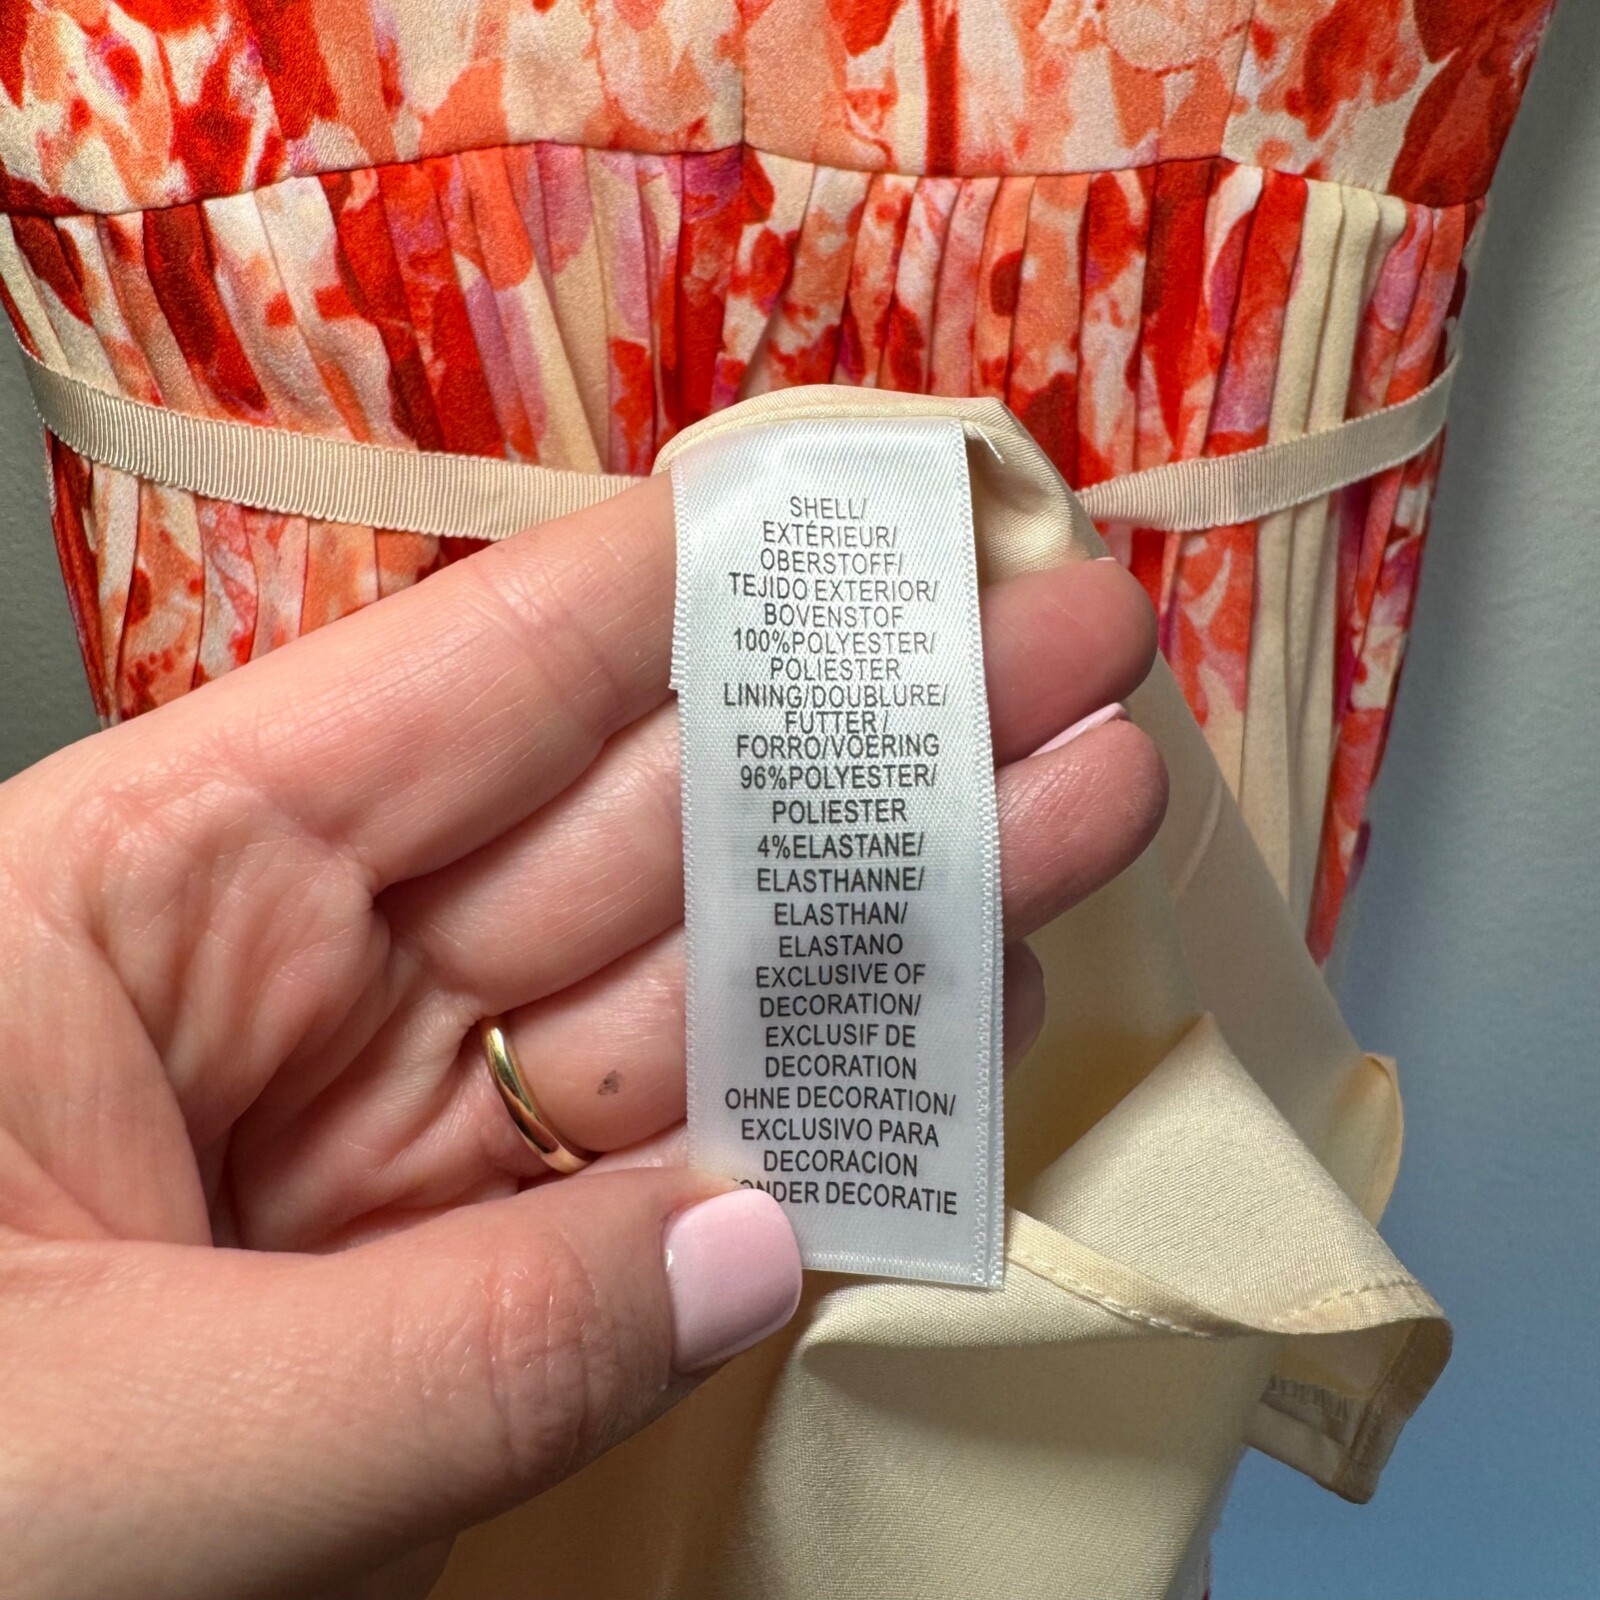 SHELL/
EXTÉRIEUR/
OBERSTOFF/
TEJIDO EXTERIOR/
BOVENSTOF
100%POLYESTER/
POLIESTER
LINING/DOUBLURE/
FUTTER/
FORRO/VOERING
96%POLYESTER/
POLIESTER
4%ELASTANE/
ELASTHANNE/
ELASTHAN/
ELASTANO
EXCLUSIVE OF
DECORATION/
EXCLUSIF DE
DECORATION
OHNE DECORATION/
EXCLUSIVO PARA
DECORACION
DECORATIE